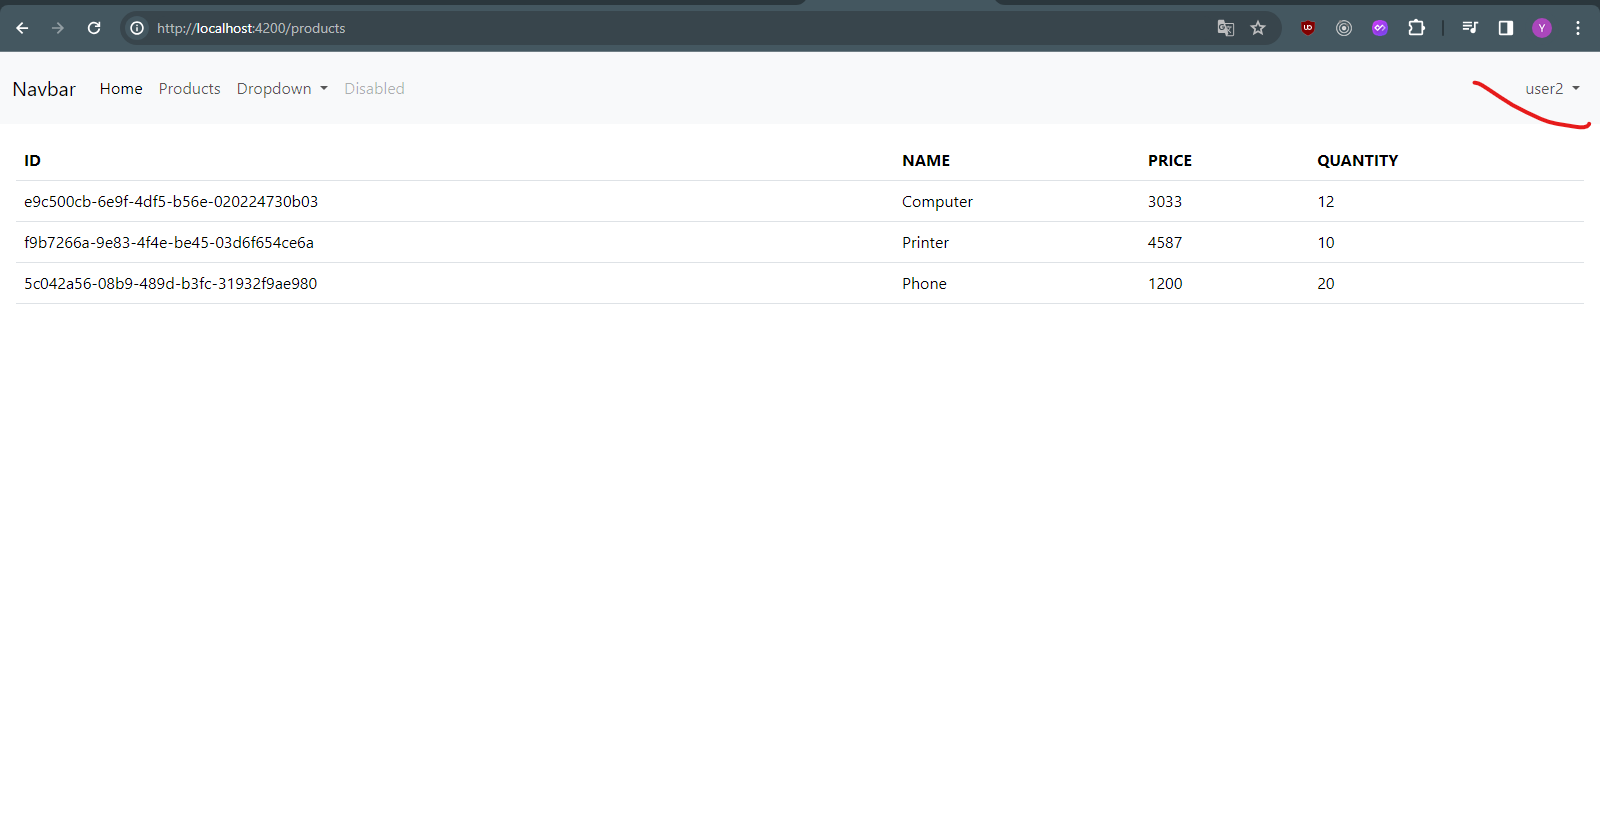 http://localhost:4200/products
Navbar Home Products Dropdown Disabled user2
ID NAME PRICE QUANTITY
e9c500cb-6e9f-4df5-b56e-020224730b03 Computer 3033 12
f9b7266a-9e83-4f4e-be45-03d6f654ce6a Printer 4587 10
5c042a56-08b9-489d-b3fc-31932f9ae980 Phone 1200 20